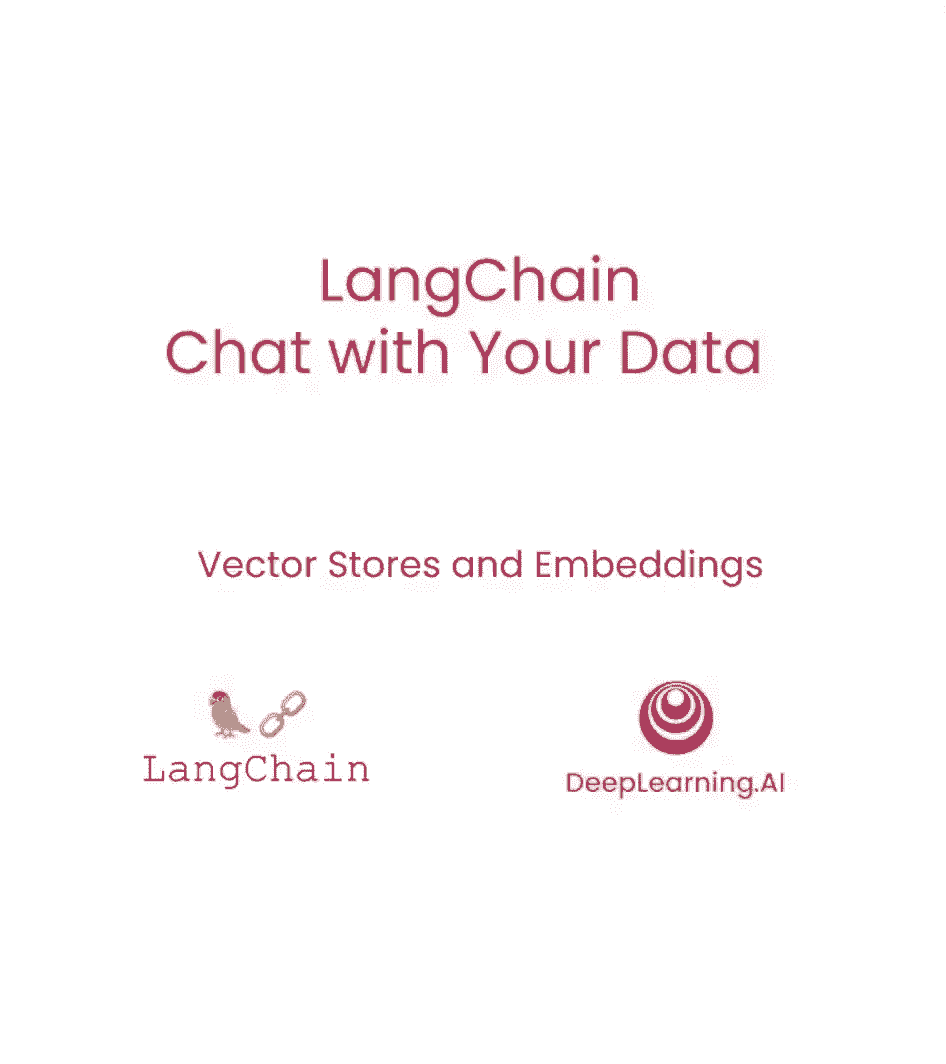 LangChain
Chat with Your Data
Vector Stores and Embeddings
LangChain
DeepLearning.AI